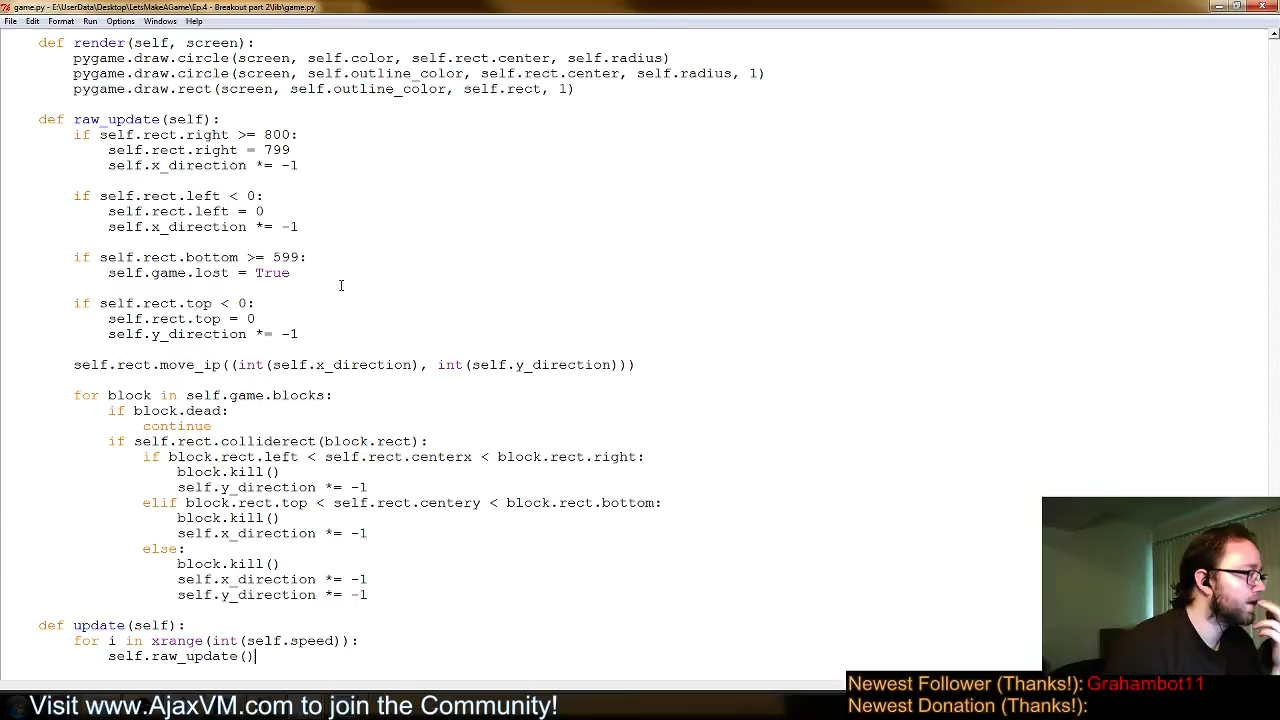 game.py - E:\UserData\Desktop\LetsMakeAGame\Ep.4 - Breakout part 2\lib\game.py
File Edit Format Run Options Windows Help
def render(self, screen):
pygame.draw.circle(screen, self.color, self.rect.center, self.radius)
pygame.draw.circle(screen, self.outline_color, self.rect.center, self.radius, 1)
pygame.draw.rect(screen, self.outline_color, self.rect, 1)
def raw_update(self):
if self.rect.right >= 800:
self.rect.right = 799
self.x_direction *= -1
if self.rect.left < 0:
self.rect.left = 0
self.x_direction *= -1
if self.rect.bottom >= 599:
self.game.lost = True
if self.rect.top < 0:
self.rect.top = 0
self.y_direction *= -1
self.rect.move_ip((int(self.x_direction), int(self.y_direction)))
for block in self.game.blocks:
if block.dead:
continue
if self.rect.colliderect(block.rect):
if block.rect.left < self.rect.centerx < block.rect.right:
block.kill()
self.y_direction *= -1
elif block.rect.top < self.rect.centery < block.rect.bottom:
block.kill()
self.x_direction *= -1
else:
block.kill()
self.x_direction *= -1
self.y_direction *= -1
def update(self):
for i in xrange(int(self.speed)):
self.raw_update()
Visit www.AjaxVM.com to join the Community!
Newest Follower (Thanks!): Grahambot11
Newest Donation (Thanks!):